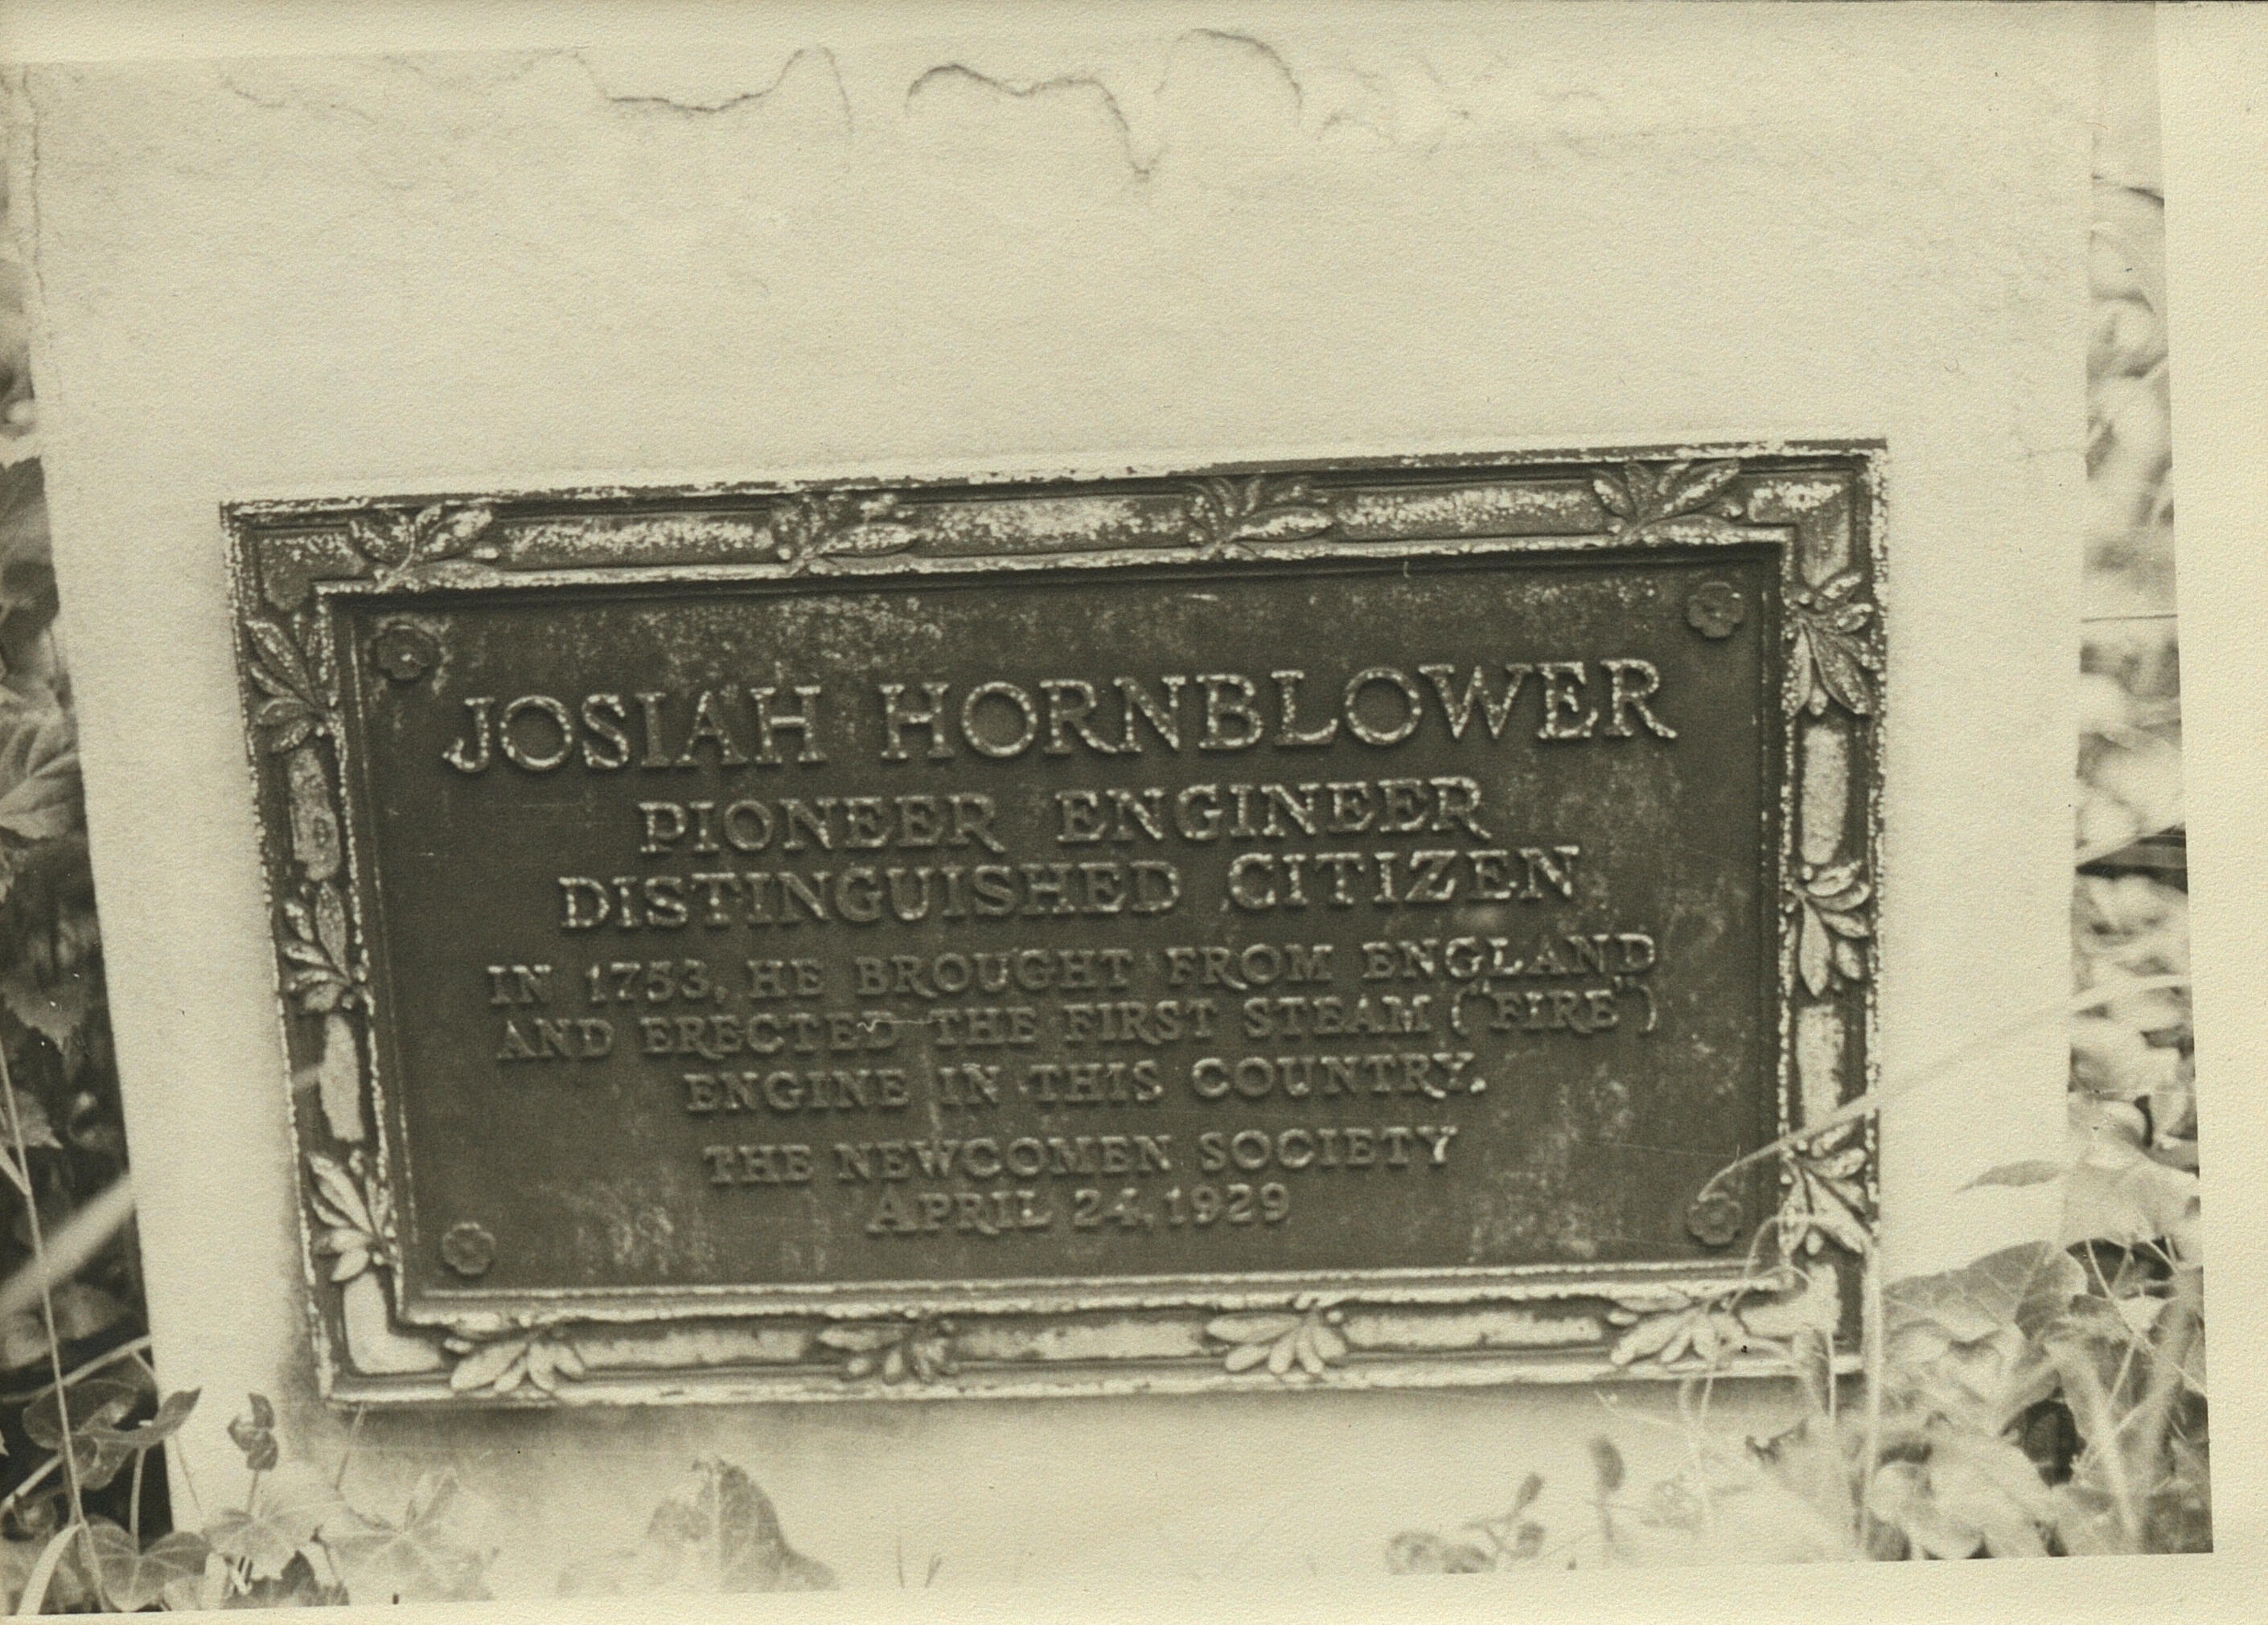 JOSIAH HORNBLOWER
PIONEER ENGINEER
DISTINGUISHED CITIZEN
IN 1753, HE BROUGHT FROM ENGLAND
AND ERECTED THE FIRST STEAM ("FIRE")
ENGINE IN THIS COUNTRY.
THE NEWCOMEN SOCIETY
APRIL 24, 1929